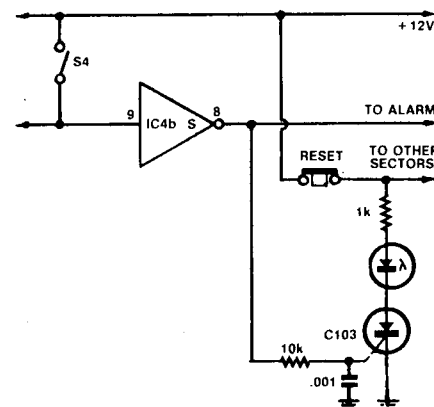 +12V
S4
9
IC4b S
8
TO ALARM
RESET
TO OTHER
SECTORS
1k
λ
C103
10k
.001